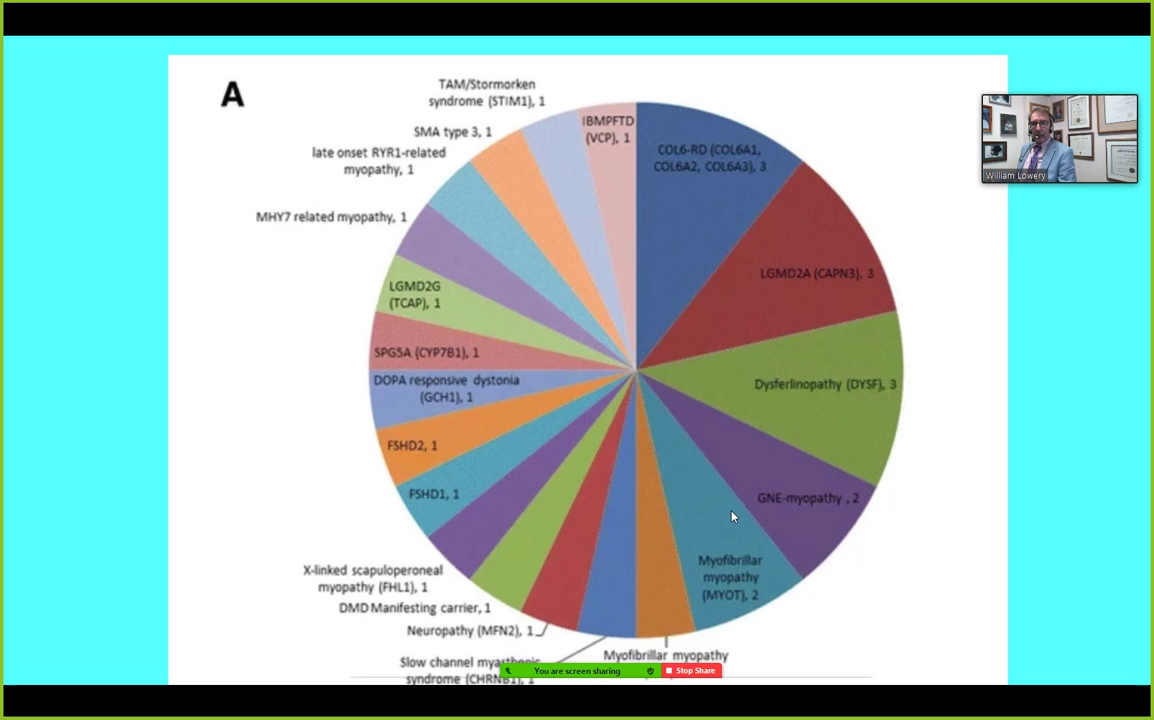 A
TAM/Stormorken
syndrome (STIM1), 1
IBMPFTD
(VCP), 1
SMA type 3, 1
COL6-RD (COL6A1,
COL6A2, COL6A3), 3
late onset RYR1-related
myopathy, 1
William Lowery
MHY7 related myopathy, 1
LGMD2A (CAPN3), 3
LGMD2G
(TCAP), 1
SPG5A (CYP7B1), 1
DOPA responsive dystonia
(GCH1), 1
Dysferlinopathy (DYSF), 3
FSHD2, 1
FSHD1, 1
GNE-myopathy , 2
Myofibrillar
myopathy
(MYOT), 2
X-linked scapuloperoneal
myopathy (FHL1), 1
DMD Manifesting carrier, 1
Neuropathy (MFN2), 1
Myofibrillar myopathy
Slow channel myasthenic
syndrome (CHRNB1), 1
You are screen sharing
Stop Share